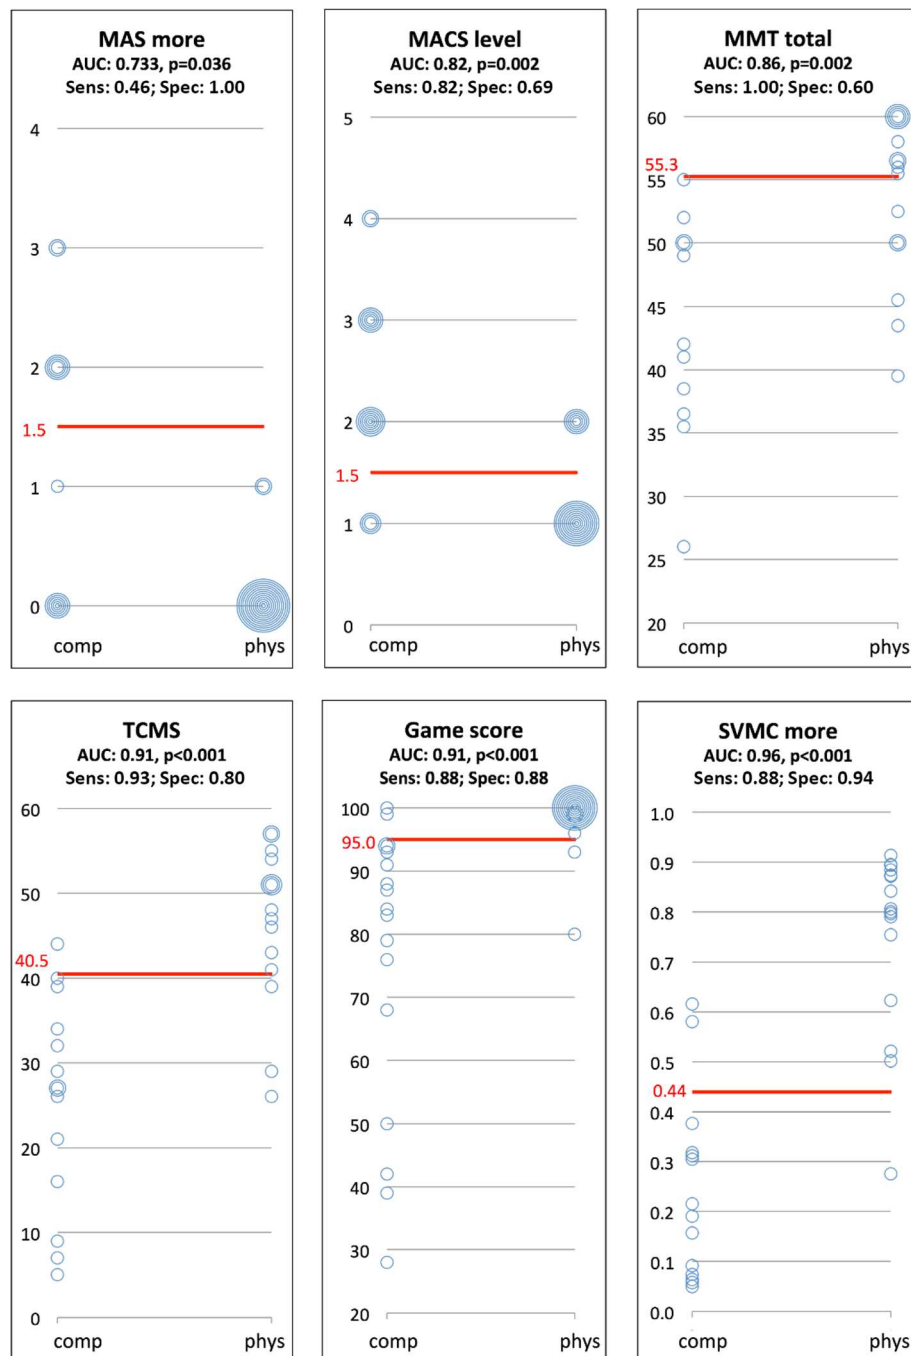 MAS more
AUC: 0.733, p=0.036
Sens: 0.46; Spec: 1.00
4
3
2
1.5
1
0
comp phys
MACS level
AUC: 0.82, p=0.002
Sens: 0.82; Spec: 0.69
5
4
3
2
1.5
1
0
comp phys
MMT total
AUC: 0.86, p=0.002
Sens: 1.00; Spec: 0.60
60
55.3
55
50
45
40
35
30
25
20
comp phys
TCMS
AUC: 0.91, p<0.001
Sens: 0.93; Spec: 0.80
60
50
40.5
40
30
20
10
0
comp phys
Game score
AUC: 0.91, p<0.001
Sens: 0.88; Spec: 0.88
100
95.0
90
80
70
60
50
40
30
20
comp phys
SVMC more
AUC: 0.96, p<0.001
Sens: 0.88; Spec: 0.94
1.0
0.9
0.8
0.7
0.6
0.5
0.44
0.4
0.3
0.2
0.1
0.0
comp phys